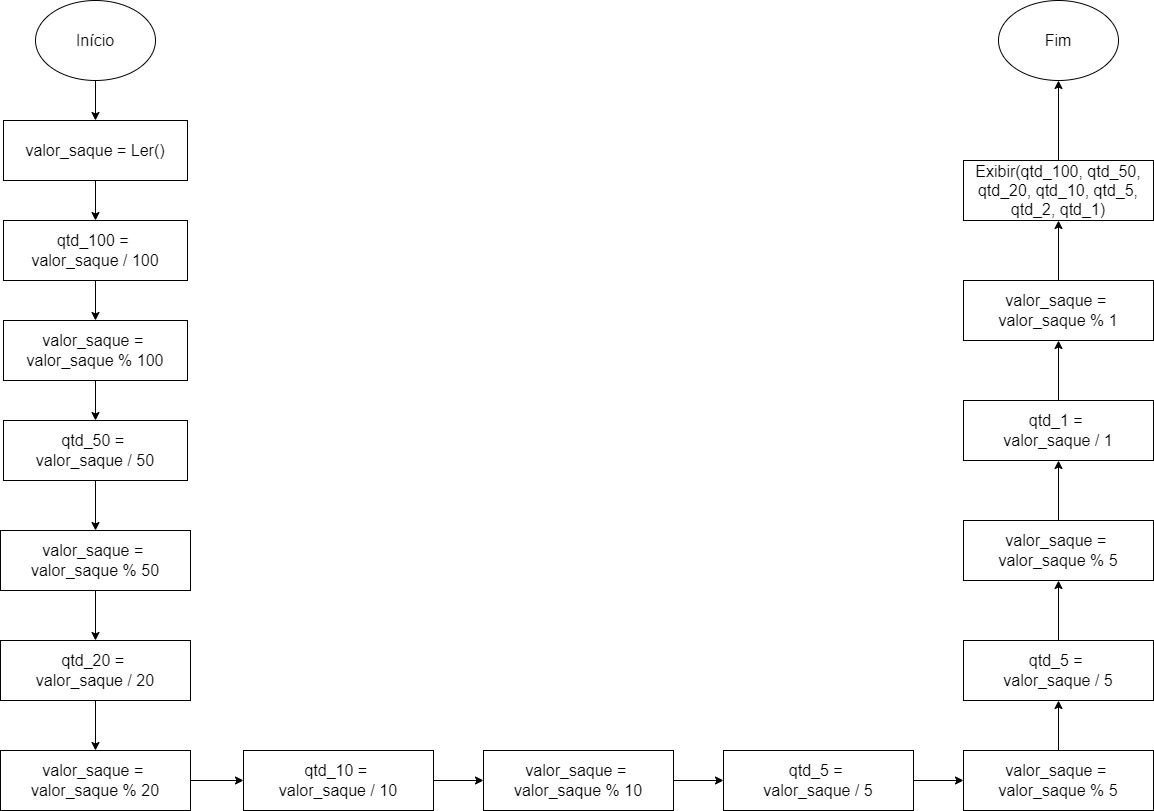 Início
valor_saque = Ler()
qtd_100 =
valor_saque / 100
valor_saque =
valor_saque % 100
qtd_50 =
valor_saque / 50
valor_saque =
valor_saque % 50
qtd_20 =
valor_saque / 20
valor_saque =
valor_saque % 20
qtd_10 =
valor_saque / 10
valor_saque =
valor_saque % 10
qtd_5 =
valor_saque / 5
valor_saque =
valor_saque % 5
qtd_5 =
valor_saque / 5
valor_saque =
valor_saque % 5
qtd_1 =
valor_saque / 1
valor_saque =
valor_saque % 1
Exibir(qtd_100, qtd_50,
qtd_20, qtd_10, qtd_5,
qtd_2, qtd_1)
Fim